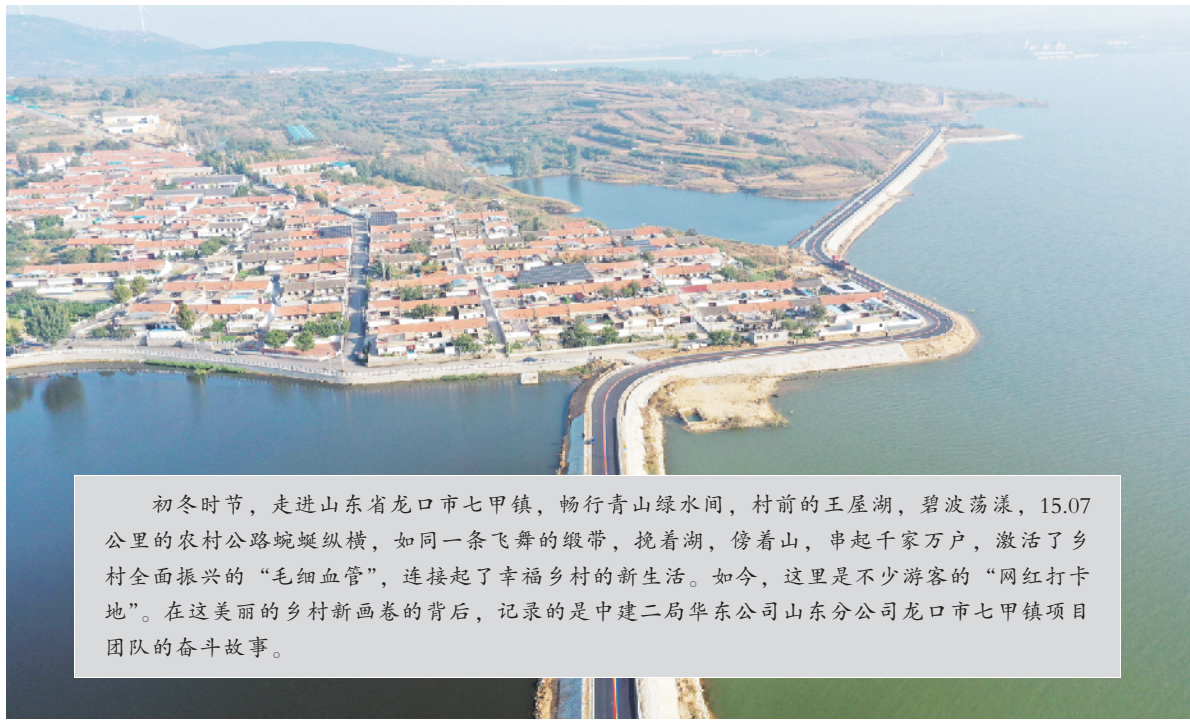 初冬时节，走进山东省龙口市七甲镇，畅行青山绿水间，村前的王屋湖，碧波荡漾，15.07
公里的农村公路蜿蜒纵横，如同一条飞舞的缎带，挽着湖，傍着山，串起千家万户，激活了乡
村全面振兴的“毛细血管”，连接起了幸福乡村的新生活。如今，这里是不少游客的“网红打卡
地”。在这美丽的乡村新画卷的背后，记录的是中建二局华东公司山东分公司龙口市七甲镇项目
团队的奋斗故事。